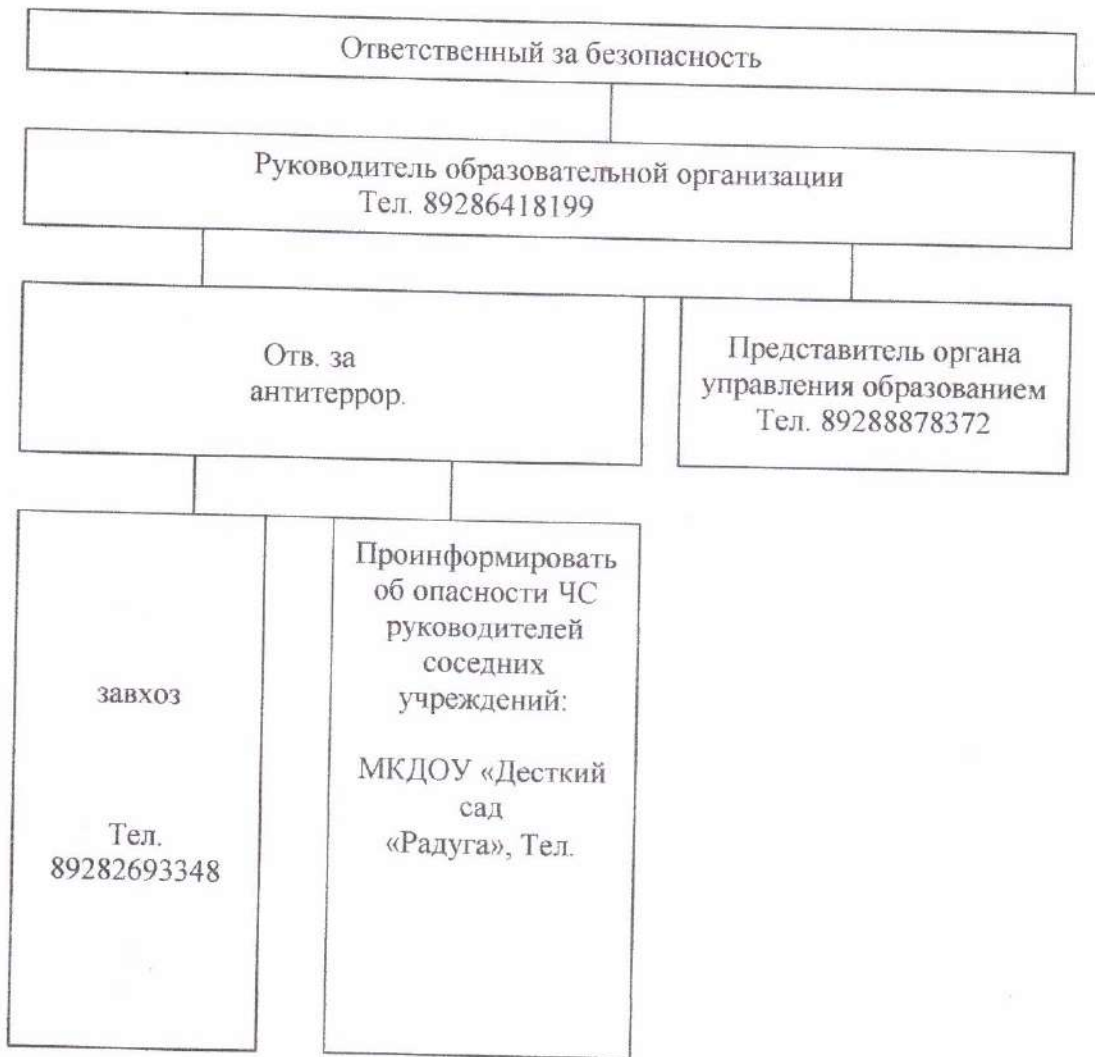 Ответственный за безопасность
Руководитель образовательной организации
Тел. 89286418199
Отв. за
антитеррор.
Представитель органа
управления образованием
Тел. 89288878372
завхоз
Тел.
89282693348
Проинформировать
об опасности ЧС
руководителей
соседних
учреждений:
МКДОУ «Десткий
сад
«Радуга», Тел.